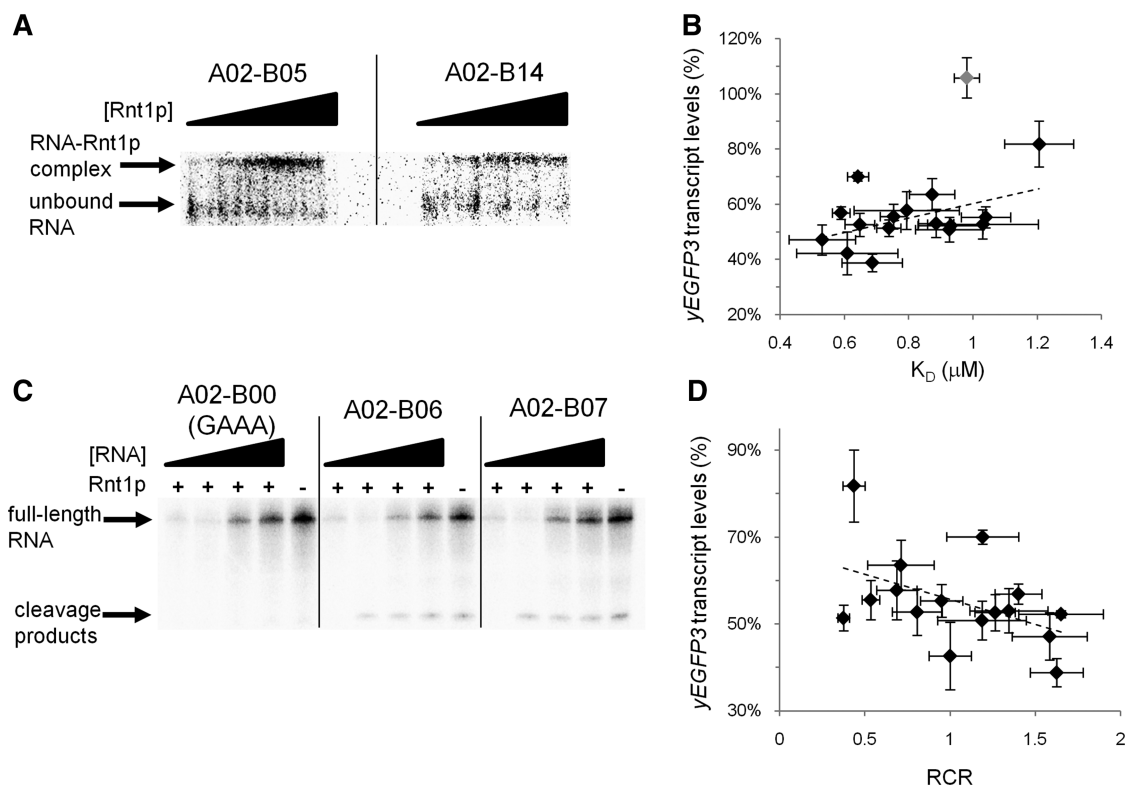 A
A02-B05
A02-B14
[Rnt1p]
RNA-Rnt1p
complex
unbound
RNA
B
yEGFP3 transcript levels (%)
120%
100%
80%
60%
40%
20%
0.4
0.6
0.8
1
1.2
1.4
K_D (μM)
C
A02-B00
(GAAA)
A02-B06
A02-B07
[RNA]
Rnt1p
+ + + + - + + + + - + + + + -
full-length
RNA
cleavage
products
D
yEGFP3 transcript levels (%)
90%
70%
50%
30%
0
0.5
1
1.5
2
RCR